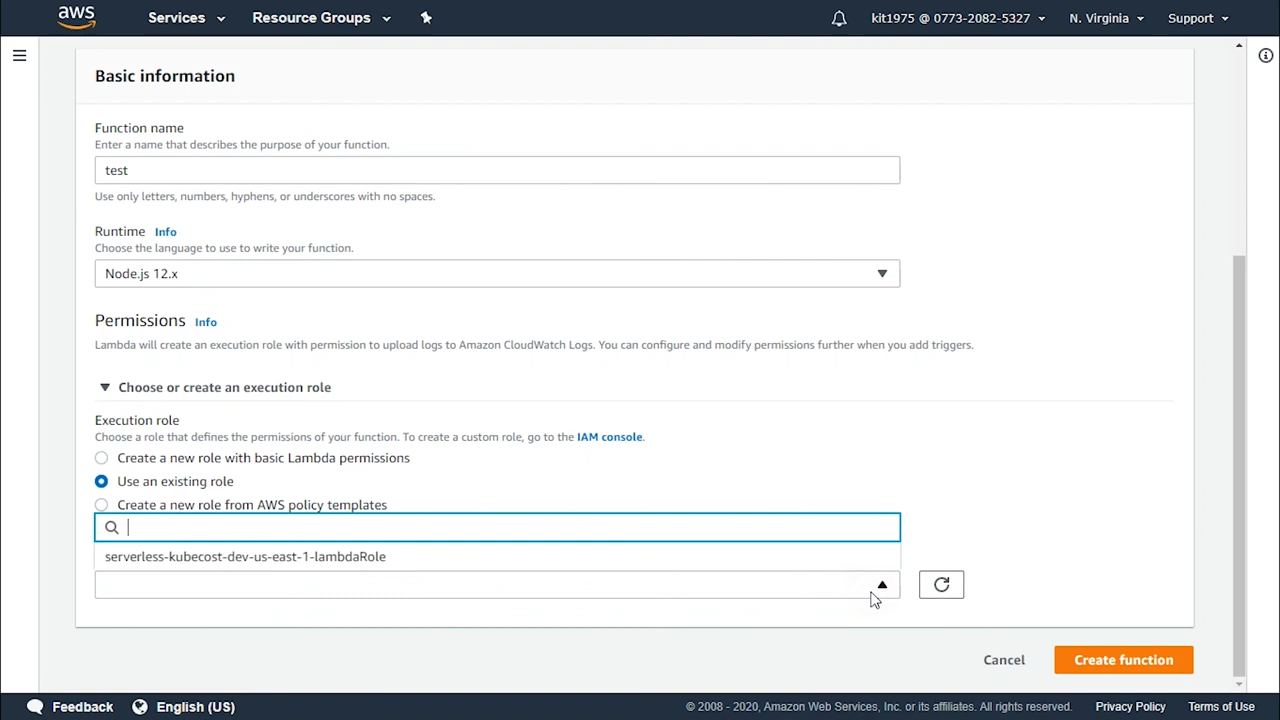 aws Services Resource Groups kit1975 @ 0773-2082-5327 N. Virginia Support
Basic information
Function name
Enter a name that describes the purpose of your function.
test
Use only letters, numbers, hyphens, or underscores with no spaces.
Runtime Info
Choose the language to use to write your function.
Node.js 12.x
Permissions Info
Lambda will create an execution role with permission to upload logs to Amazon CloudWatch Logs. You can configure and modify permissions further when you add triggers.
Choose or create an execution role
Execution role
Choose a role that defines the permissions of your function. To create a custom role, go to the IAM console.
Create a new role with basic Lambda permissions
Use an existing role
Create a new role from AWS policy templates
serverless-kubecost-dev-us-east-1-lambdaRole
Cancel Create function
Feedback English (US) © 2008 - 2020, Amazon Web Services, Inc. or its affiliates. All rights reserved. Privacy Policy Terms of Use